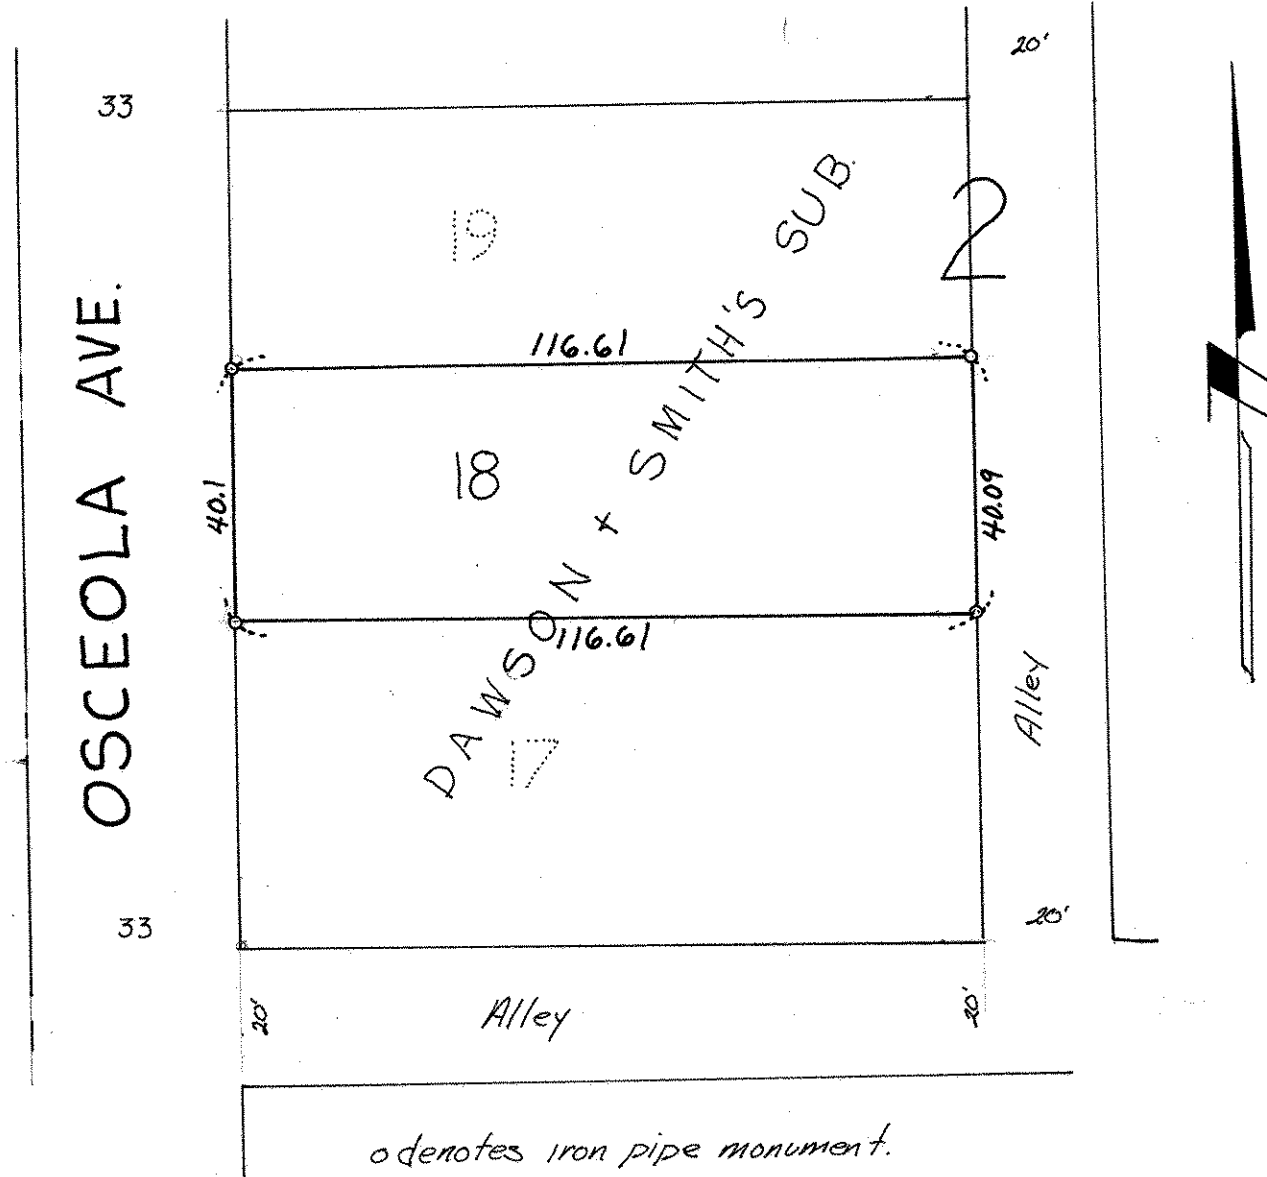 20'
33
19
2
116.61
OSCEOLA AVE.
18
40.1
40.09
DAWSON + SMITH'S SUB.
116.61
17
Alley
33
20'
20'
Alley
20'
o denotes iron pipe monument.